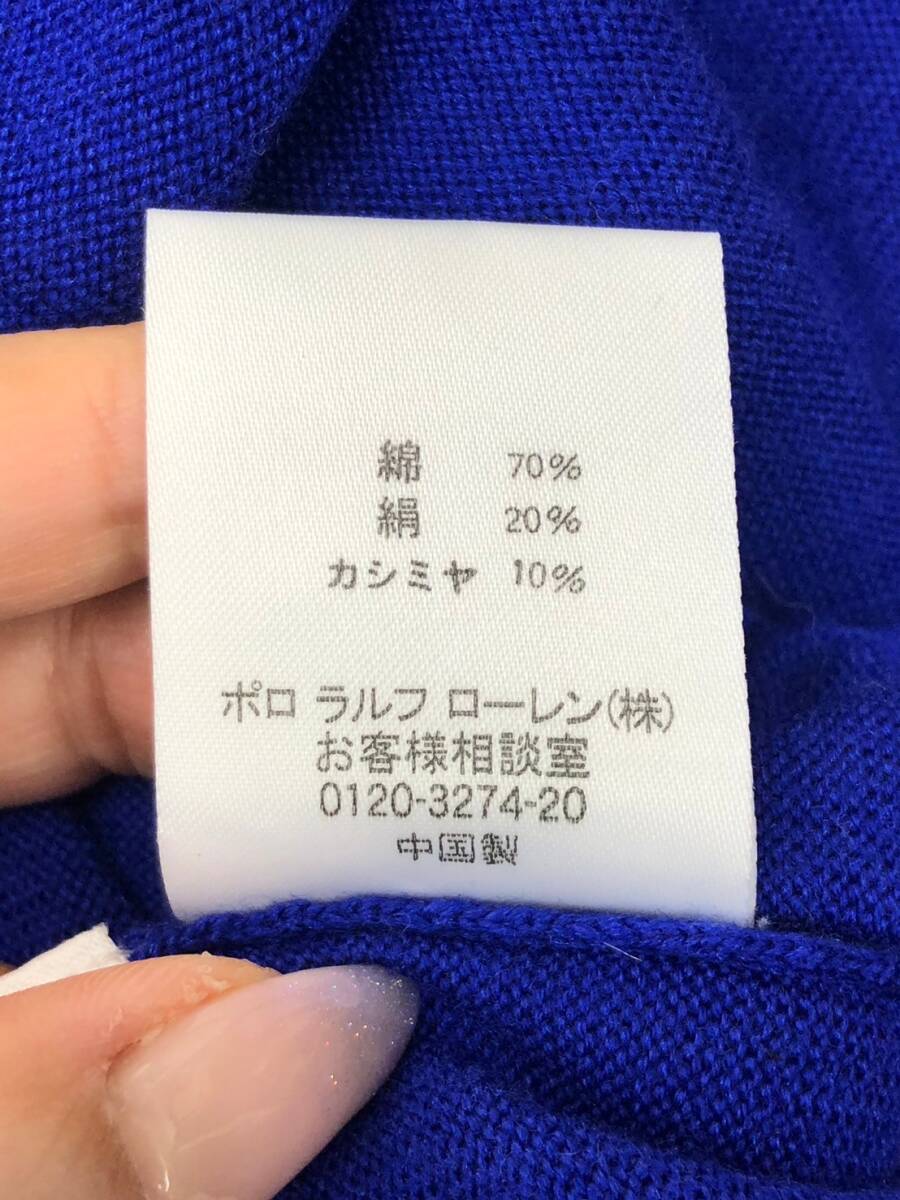 綿 70%
絹 20%
カシミヤ 10%
ポロ ラルフ ローレン(株)
お客様相談室
0120-3274-20
中国製